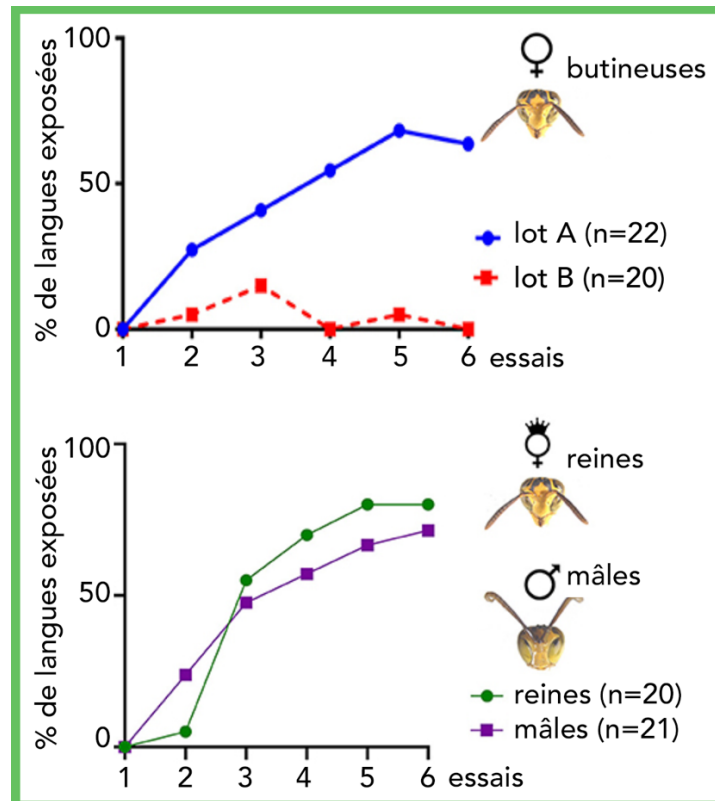 100
50
0
% de langues exposées
♀ butineuses
lot A (n=22)
lot B (n=20)
1 2 3 4 5 6 essais
100
50
0
% de langues exposées
reines
♂ mâles
reines (n=20)
mâles (n=21)
1 2 3 4 5 6 essais